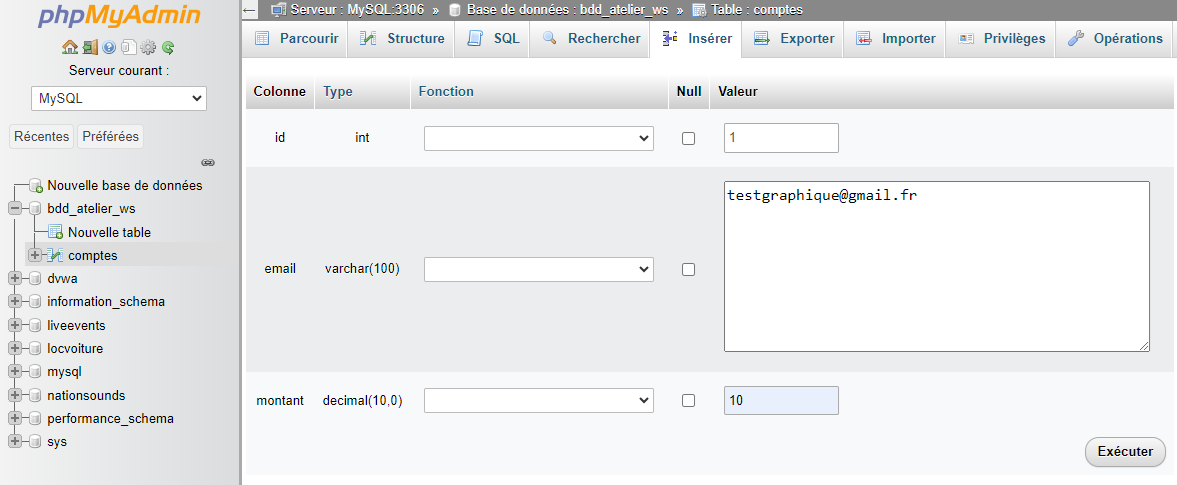 phpMyAdmin
Serveur courant :
MySQL
Récentes Préférées
Nouvelle base de données
bdd_atelier_ws
Nouvelle table
comptes
dvwa
information_schema
liveevents
locvoiture
mysql
nationsounds
performance_schema
sys
Serveur : MySQL:3306 » Base de données : bdd_atelier_ws » Table : comptes
Parcourir Structure SQL Rechercher Insérer Exporter Importer Privilèges Opérations
Colonne Type Fonction Null Valeur
id int 1
email varchar(100) testgraphique@gmail.fr
montant decimal(10,0) 10
Exécuter